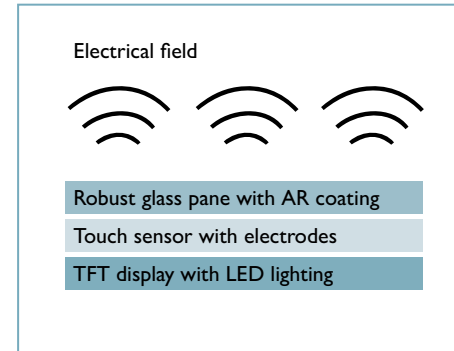 Electrical field
Robust glass pane with AR coating
Touch sensor with electrodes
TFT display with LED lighting